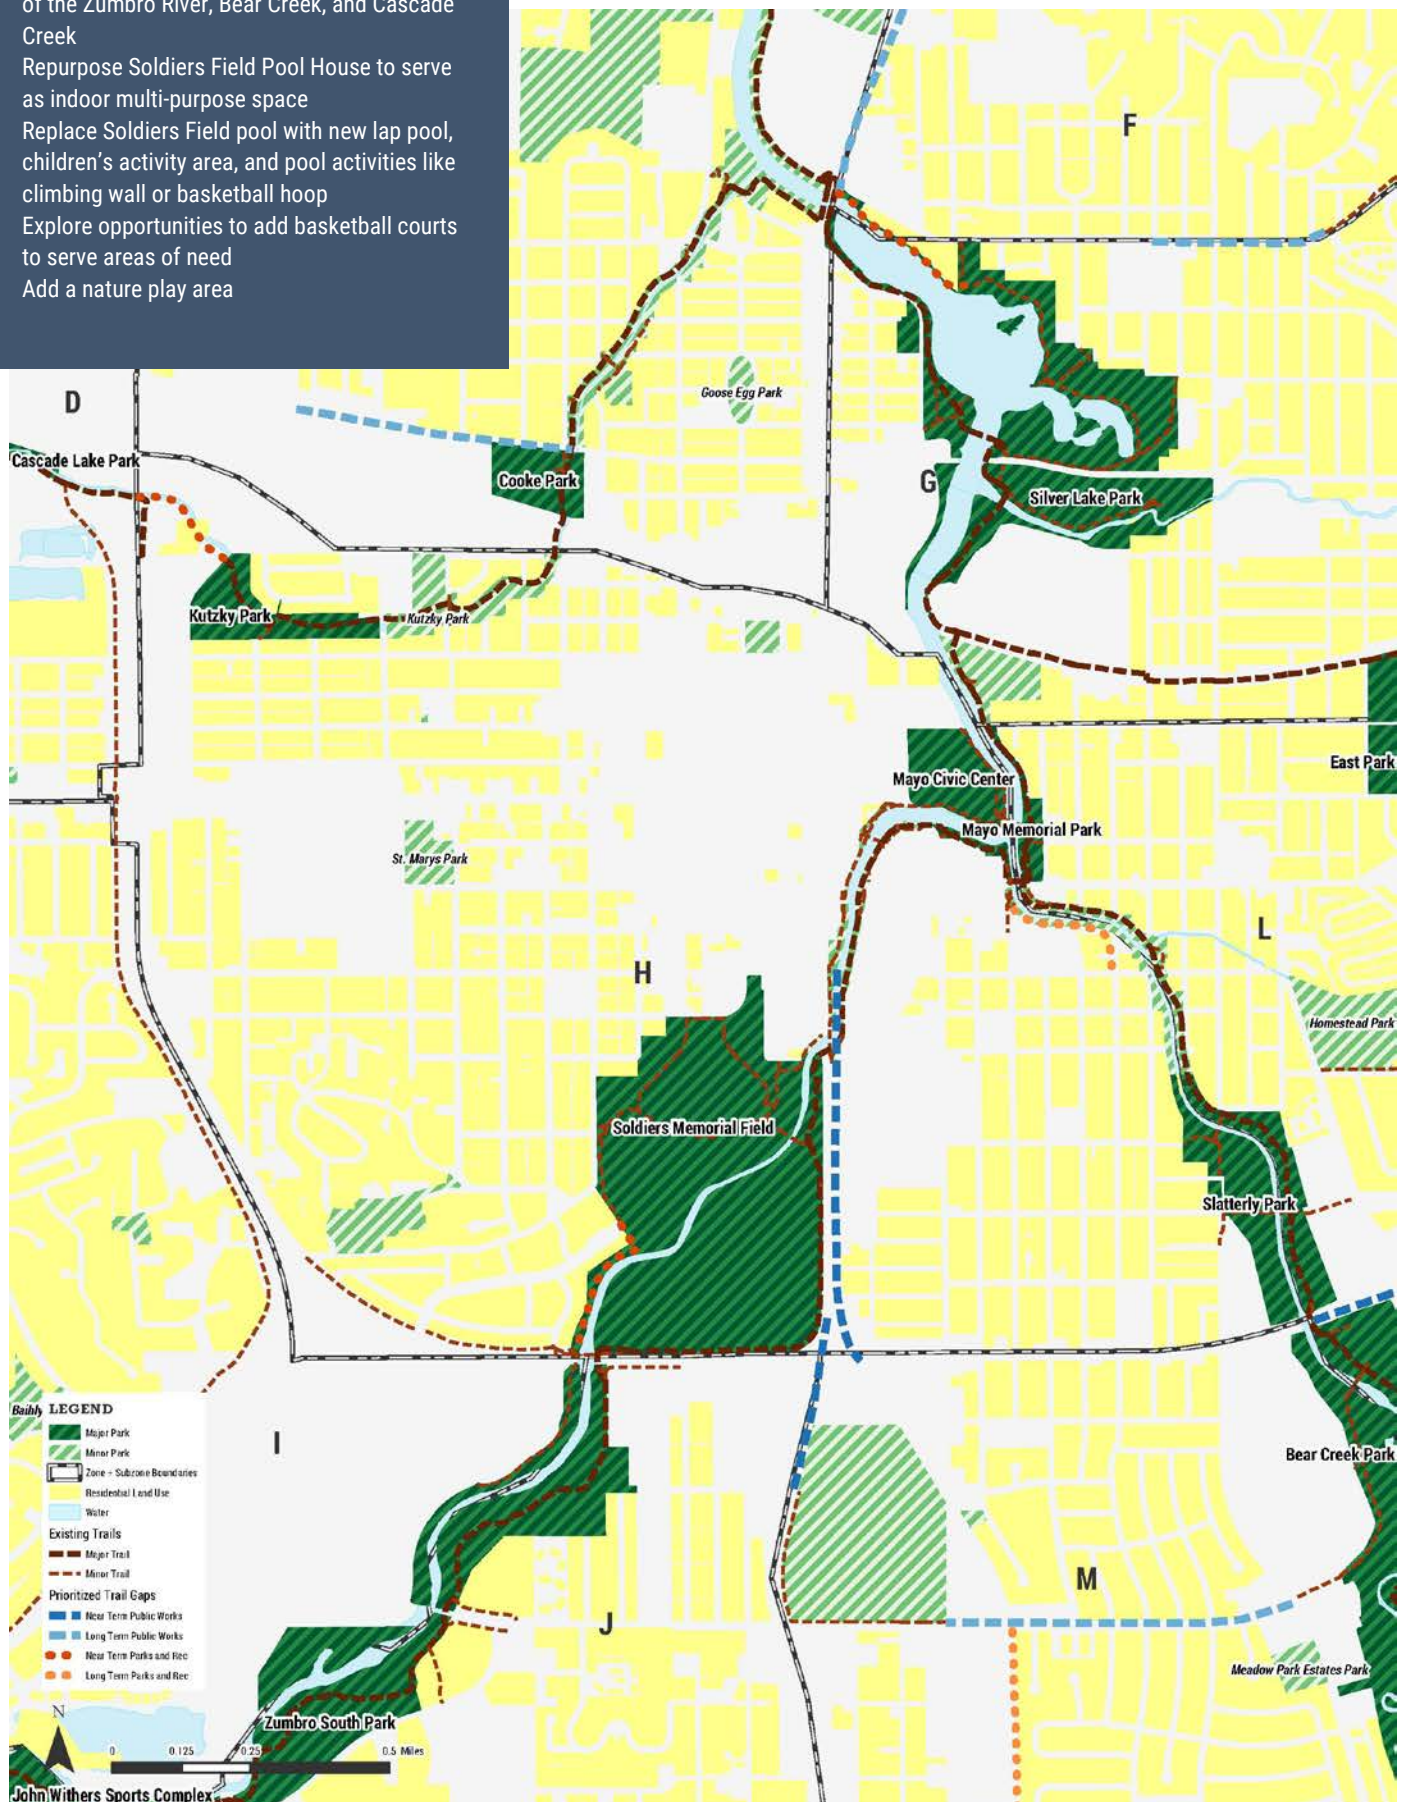 of the Zumbro River, Bear Creek, and Cascade
Creek
Repurpose Soldiers Field Pool House to serve
as indoor multi-purpose space
Replace Soldiers Field pool with new lap pool,
children's activity area, and pool activities like
climbing wall or basketball hoop
Explore opportunities to add basketball courts
to serve areas of need
Add a nature play area
F
D
Goose Egg Park
Cascade Lake Park
Cooke Park
G
Silver Lake Park
Kutzky Park
Kutzky Park
East Park
Mayo Civic Center
Mayo Memorial Park
St. Marys Park
L
H
Homestead Park
Soldiers Memorial Field
Slatterly Park
Baihly
LEGEND
Major Park
Minor Park
Zone + Subzone Boundaries
Residential Land Use
Water
Existing Trails
Major Trail
Minor Trail
Prioritized Trail Gaps
Near Term Public Works
Long Term Public Works
Near Term Parks and Rec
Long Term Parks and Rec
I
Bear Creek Park
M
J
Meadow Park Estates Park
N
Zumbro South Park
0 0.125 0.25 0.5 Miles
John Withers Sports Complex